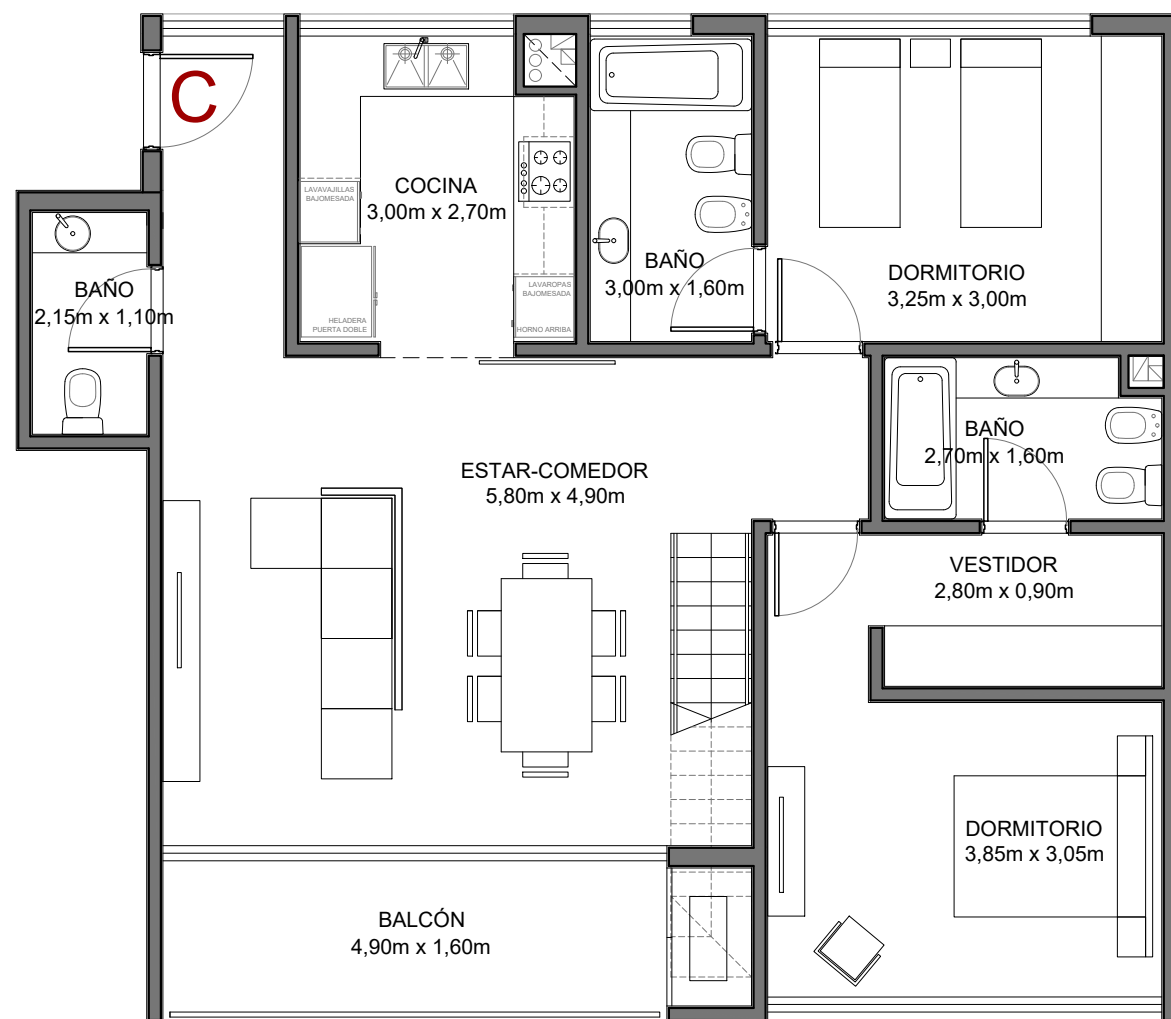 C
COCINA
3,00m x 2,70m
LAVAVAJILLAS
BAJOMESADA
HELADERA
PUERTA DOBLE
LAVAROPAS
BAJOMESADA
HORNO ARRIBA
BAÑO
3,00m x 1,60m
DORMITORIO
3,25m x 3,00m
BAÑO
2,15m x 1,10m
BAÑO
2,70m x 1,60m
ESTAR-COMEDOR
5,80m x 4,90m
VESTIDOR
2,80m x 0,90m
DORMITORIO
3,85m x 3,05m
BALCÓN
4,90m x 1,60m